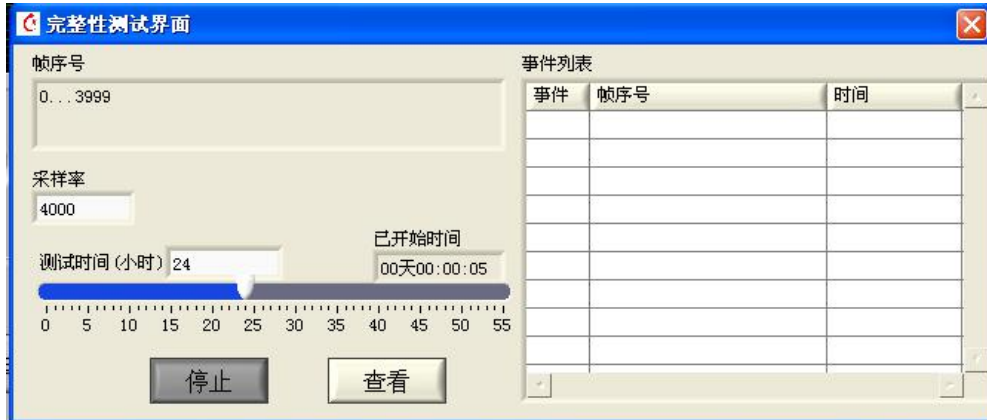 完整性测试界面
帧序号
0...3999
采样率
4000
测试时间(小时) 24
已开始时间
00天00:00:05
0 5 10 15 20 25 30 35 40 45 50 55
停止 查看
事件列表
事件 帧序号 时间